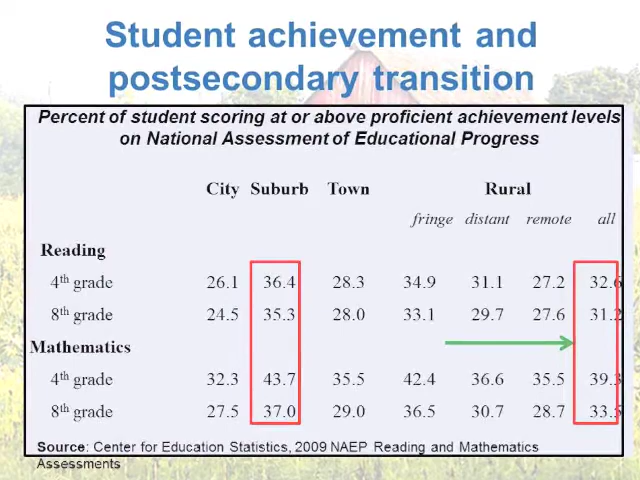 Student achievement and
postsecondary transition
Percent of student scoring at or above proficient achievement levels
on National Assessment of Educational Progress
City Suburb Town Rural
fringe distant remote all
Reading
4th grade 26.1 36.4 28.3 34.9 31.1 27.2 32.6
8th grade 24.5 35.3 28.0 33.1 29.7 27.6 31.2
Mathematics
4th grade 32.3 43.7 35.5 42.4 36.6 35.5 39.3
8th grade 27.5 37.0 29.0 36.5 30.7 28.7 33.5
Source: Center for Education Statistics, 2009 NAEP Reading and Mathematics
Assessments